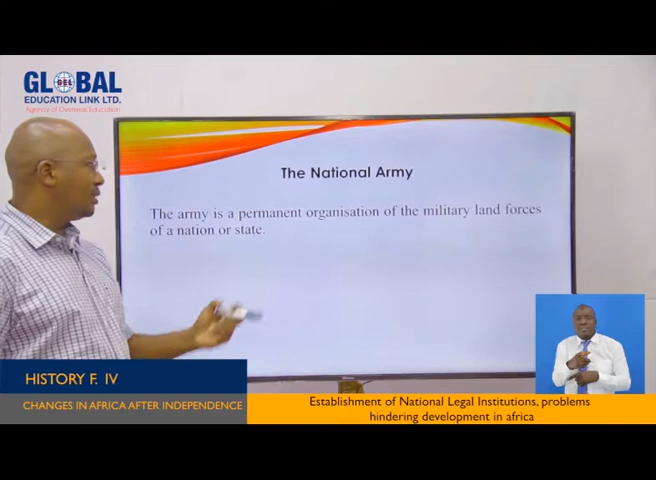 GLOBAL
GEL
EDUCATION LINK LTD.
Agency of Overseas Education
The National Army
The army is a permanent organisation of the military land forces
of a nation or state.
HISTORY F. IV
CHANGES IN AFRICA AFTER INDEPENDENCE
Establishment of National Legal Institutions, problems
hindering development in africa